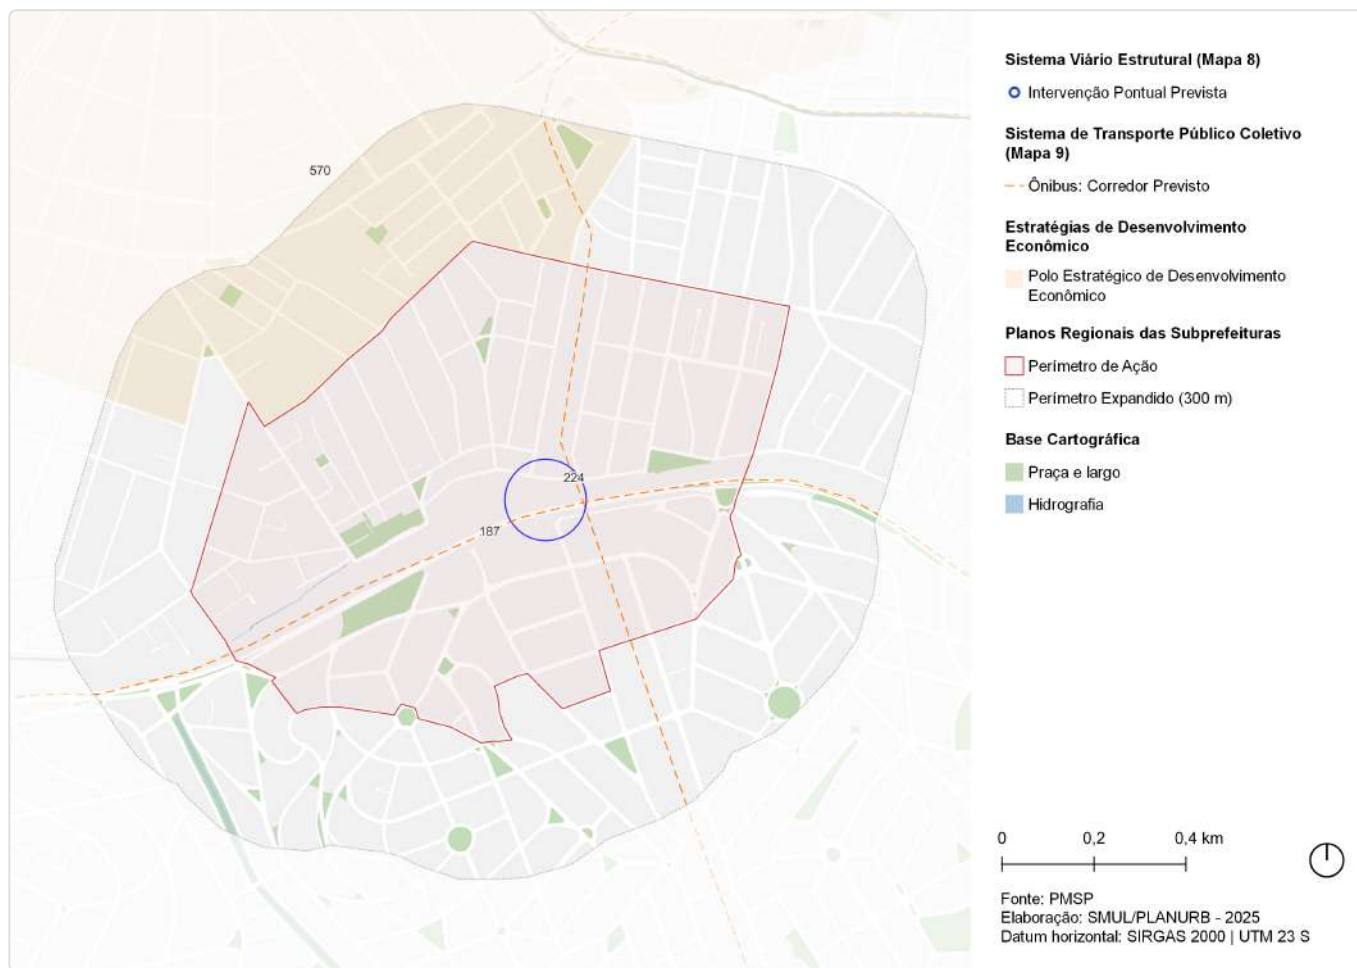 570
224
187
Sistema Viário Estrutural (Mapa 8)
Intervenção Pontual Prevista
Sistema de Transporte Público Coletivo
(Mapa 9)
Ônibus: Corredor Previsto
Estratégias de Desenvolvimento
Econômico
Polo Estratégico de Desenvolvimento
Econômico
Planos Regionais das Subprefeituras
Perímetro de Ação
Perímetro Expandido (300 m)
Base Cartográfica
Praça e largo
Hidrografia
0 0,2 0,4 km
Fonte: PMSP
Elaboração: SMUL/PLANURB - 2025
Datum horizontal: SIRGAS 2000 | UTM 23 S